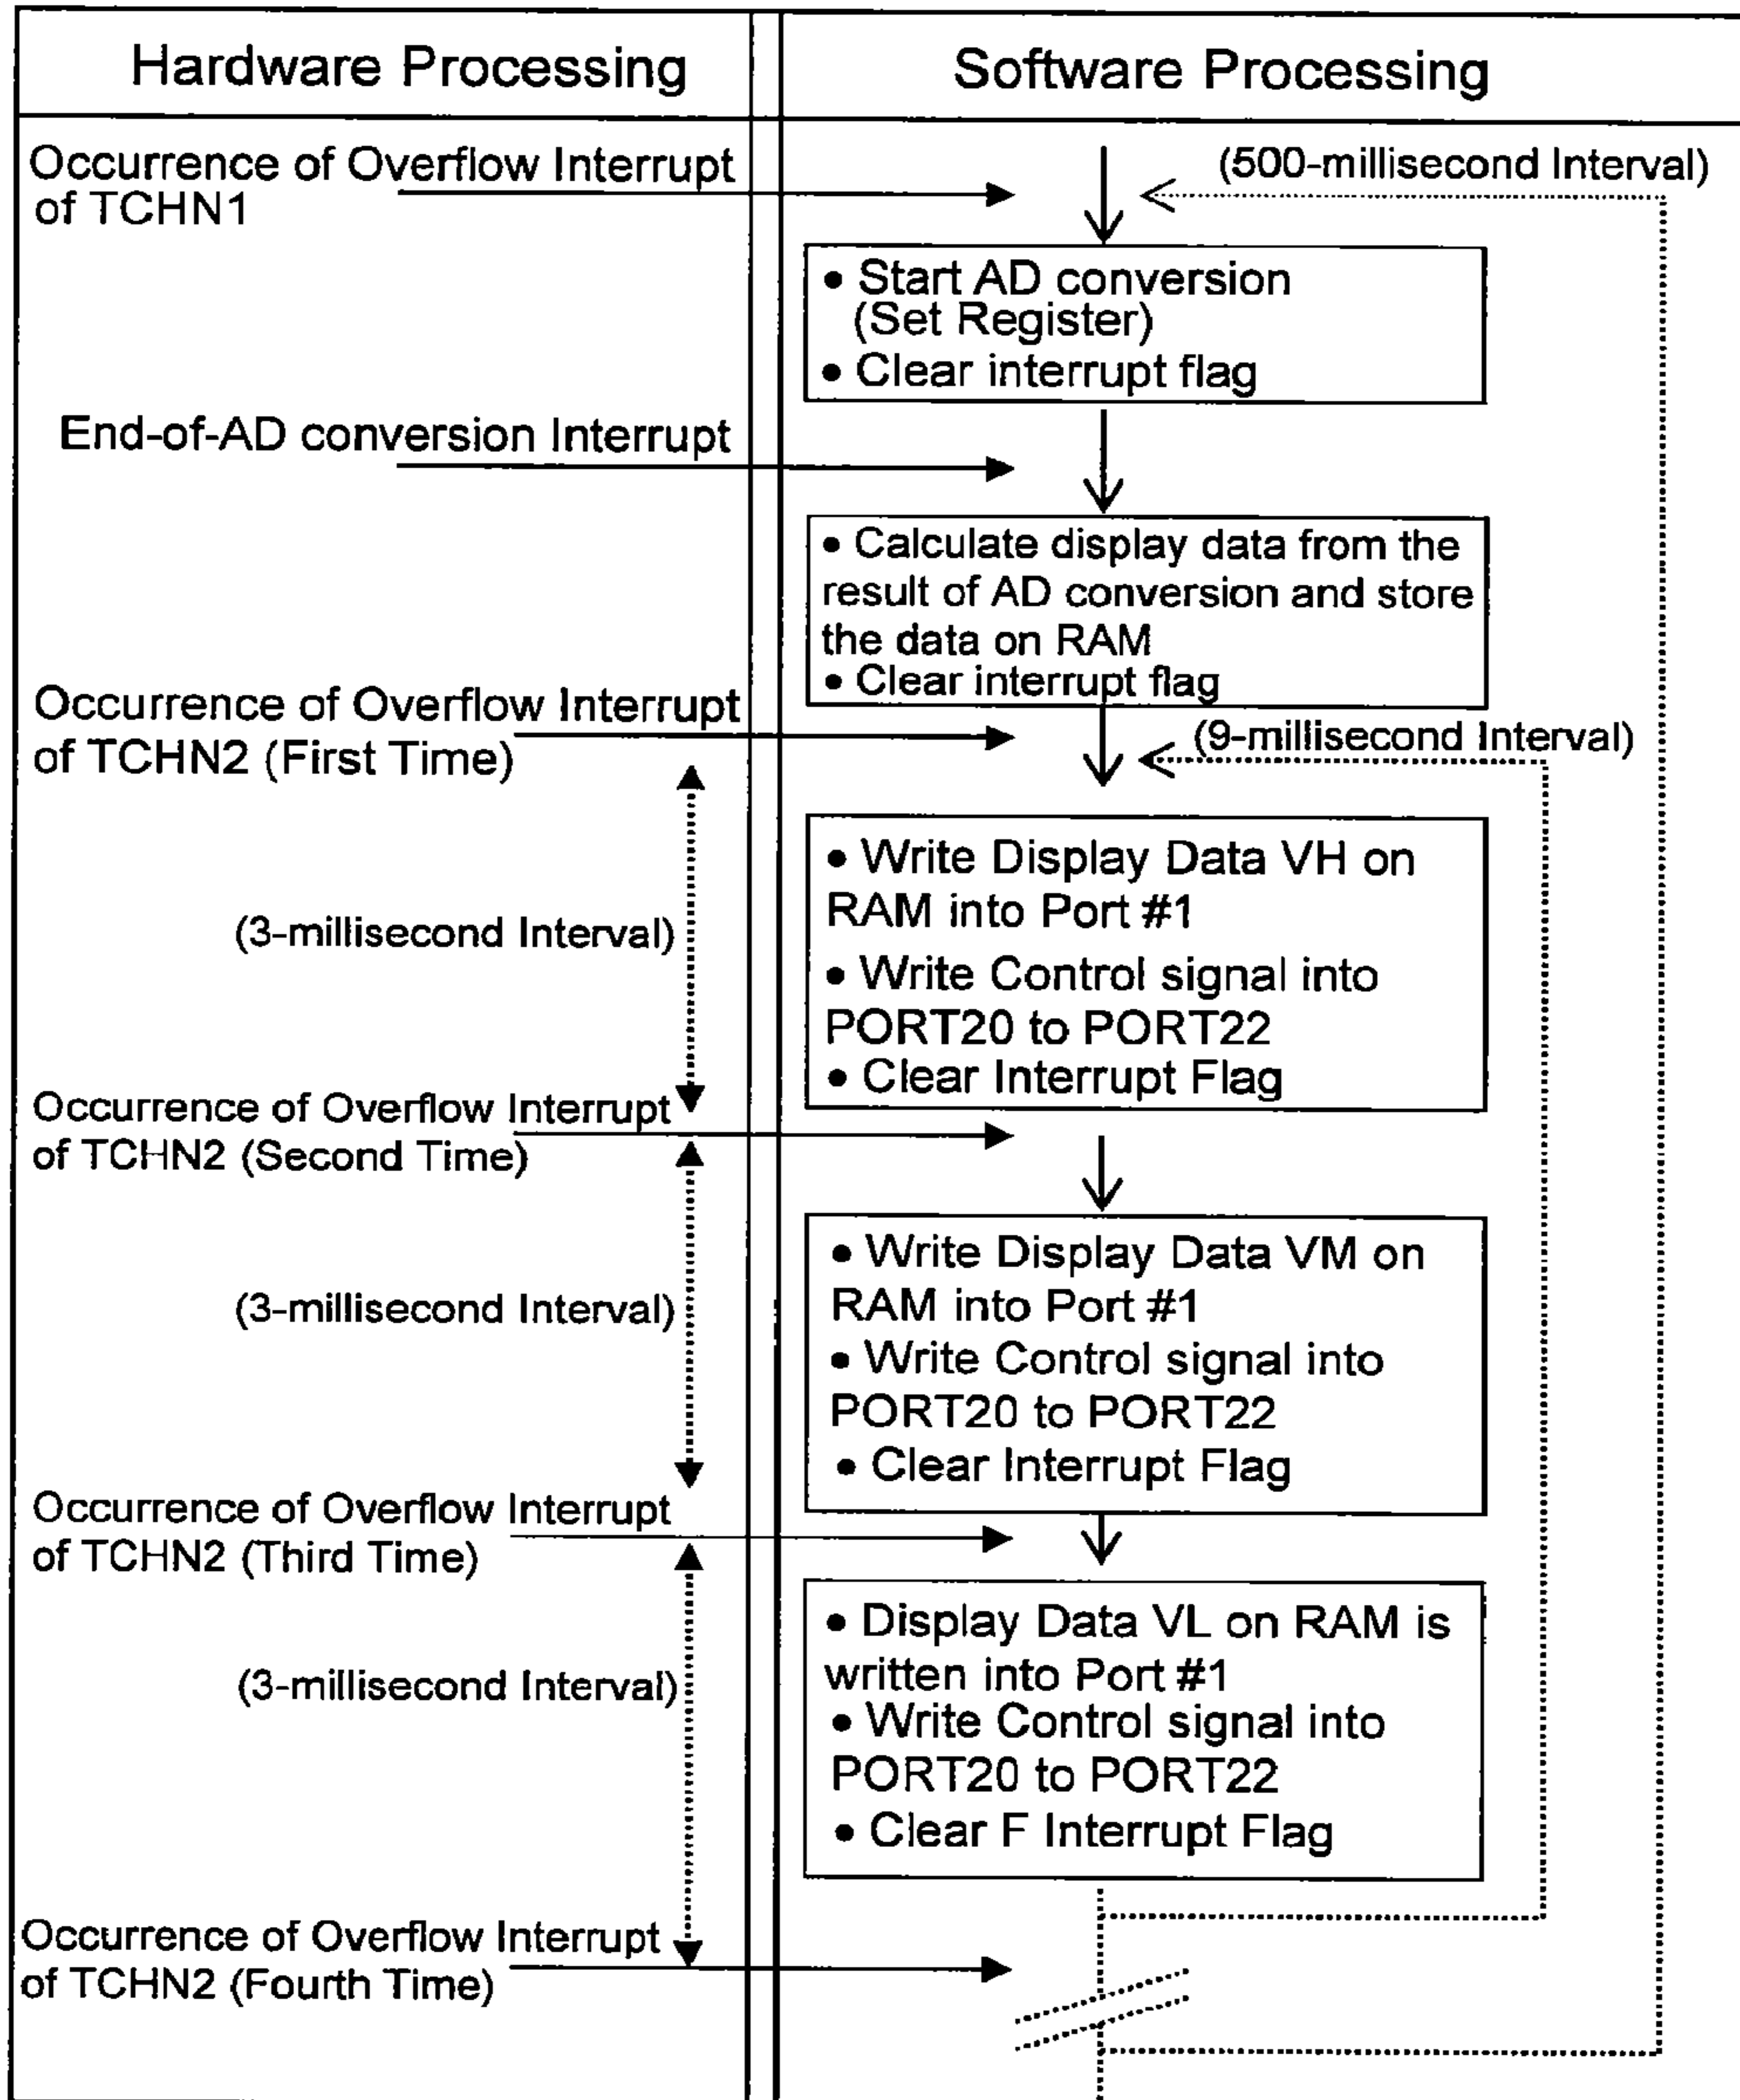 Hardware Processing
Software Processing
Occurrence of Overflow Interrupt
of TCHN1
(500-millisecond Interval)
• Start AD conversion
(Set Register)
• Clear interrupt flag
End-of-AD conversion Interrupt
• Calculate display data from the
result of AD conversion and store
the data on RAM
• Clear interrupt flag
Occurrence of Overflow Interrupt
of TCHN2 (First Time)
(9-millisecond Interval)
(3-millisecond Interval)
• Write Display Data VH on
RAM into Port #1
• Write Control signal into
PORT20 to PORT22
• Clear Interrupt Flag
Occurrence of Overflow Interrupt
of TCHN2 (Second Time)
(3-millisecond Interval)
• Write Display Data VM on
RAM into Port #1
• Write Control signal into
PORT20 to PORT22
• Clear Interrupt Flag
Occurrence of Overflow Interrupt
of TCHN2 (Third Time)
(3-millisecond Interval)
• Display Data VL on RAM is
written into Port #1
• Write Control signal into
PORT20 to PORT22
• Clear F Interrupt Flag
Occurrence of Overflow Interrupt
of TCHN2 (Fourth Time)